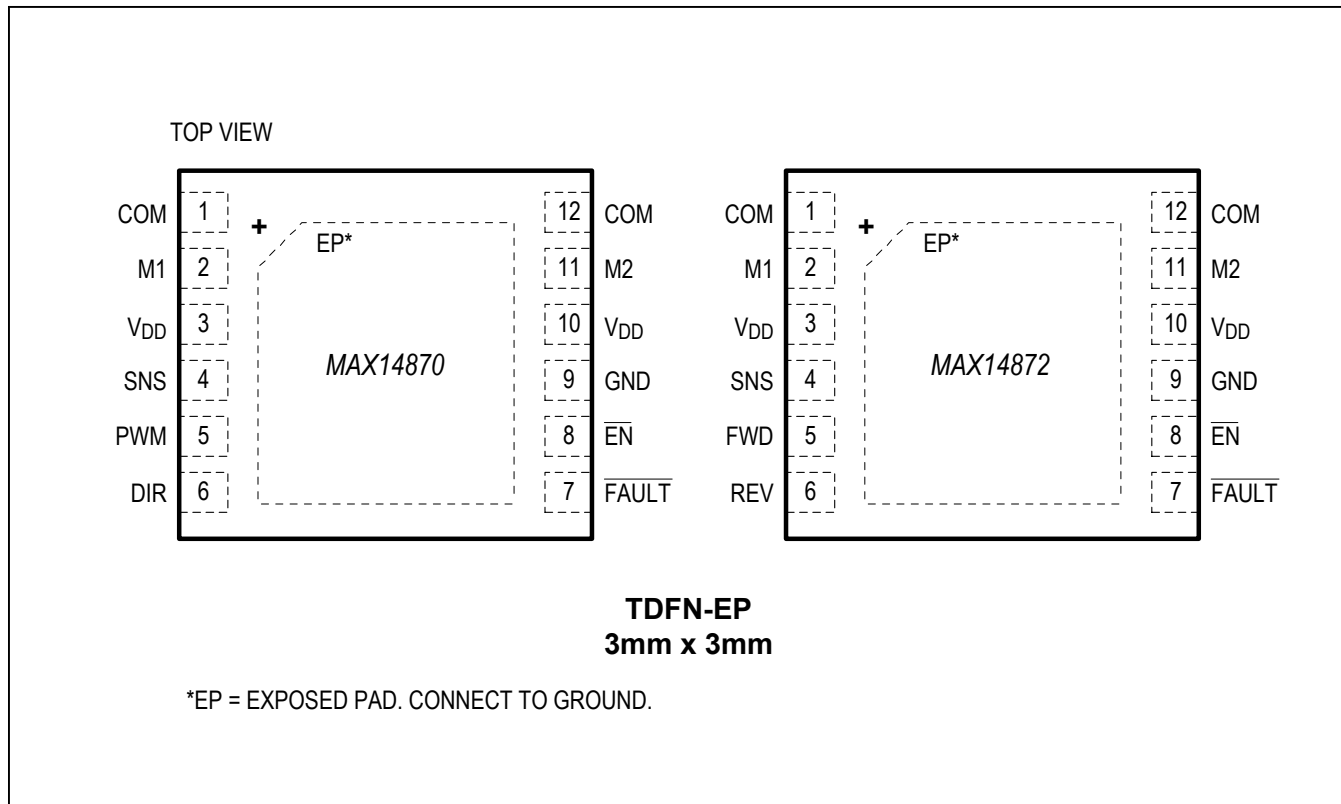 TOP VIEW
COM 1 + 12 COM COM 1 + 12 COM
EP* EP*
M1 2 11 M2 M1 2 11 M2
VDD 3 10 VDD VDD 3 10 VDD
MAX14870 MAX14872
SNS 4 9 GND SNS 4 9 GND
PWM 5 8 EN FWD 5 8 EN
DIR 6 7 FAULT REV 6 7 FAULT
TDFN-EP
3mm x 3mm
*EP = EXPOSED PAD. CONNECT TO GROUND.